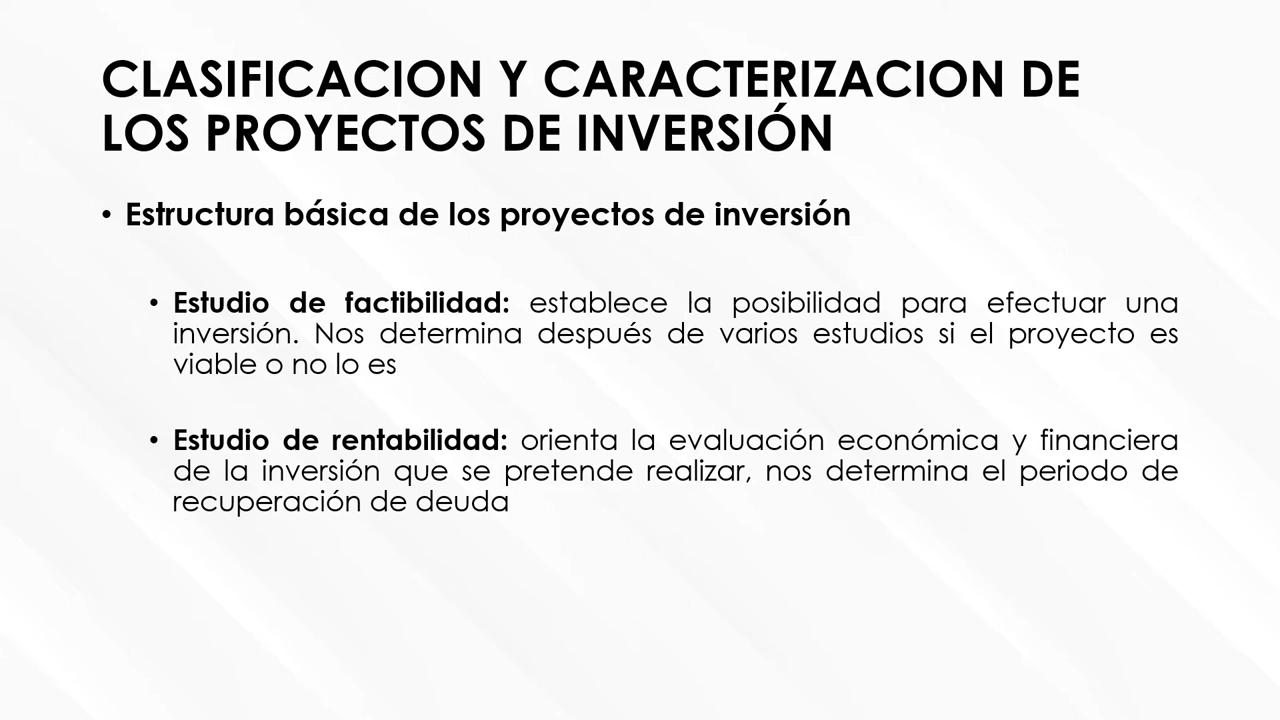 CLASIFICACION Y CARACTERIZACION DE
LOS PROYECTOS DE INVERSIÓN
• Estructura básica de los proyectos de inversión
• Estudio de factibilidad: establece la posibilidad para efectuar una
inversión. Nos determina después de varios estudios si el proyecto es
viable o no lo es
• Estudio de rentabilidad: orienta la evaluación económica y financiera
de la inversión que se pretende realizar, nos determina el periodo de
recuperación de deuda